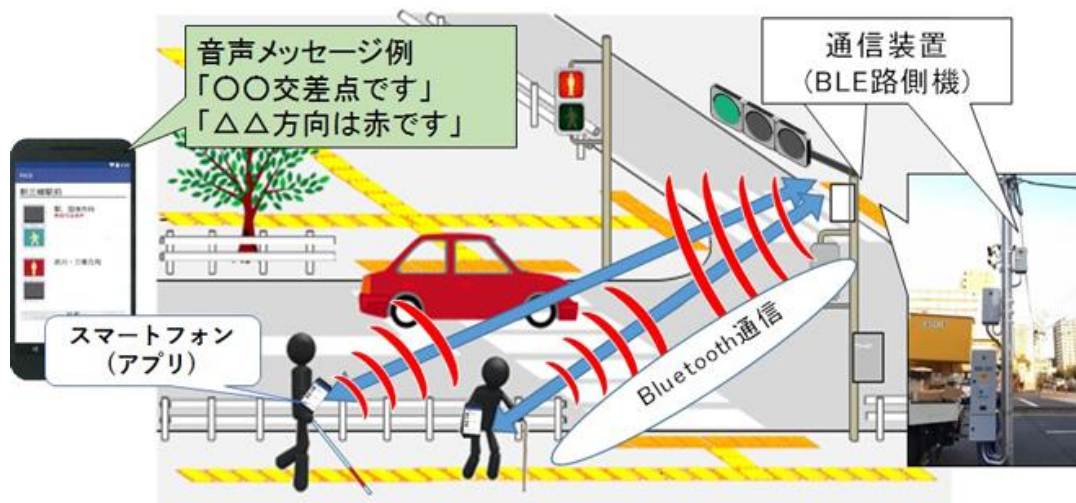 音声メッセージ例
「〇〇交差点です」
「△△方向は赤です」
通信装置
(BLE路側機)
スマートフォン
(アプリ)
Bluetooth通信